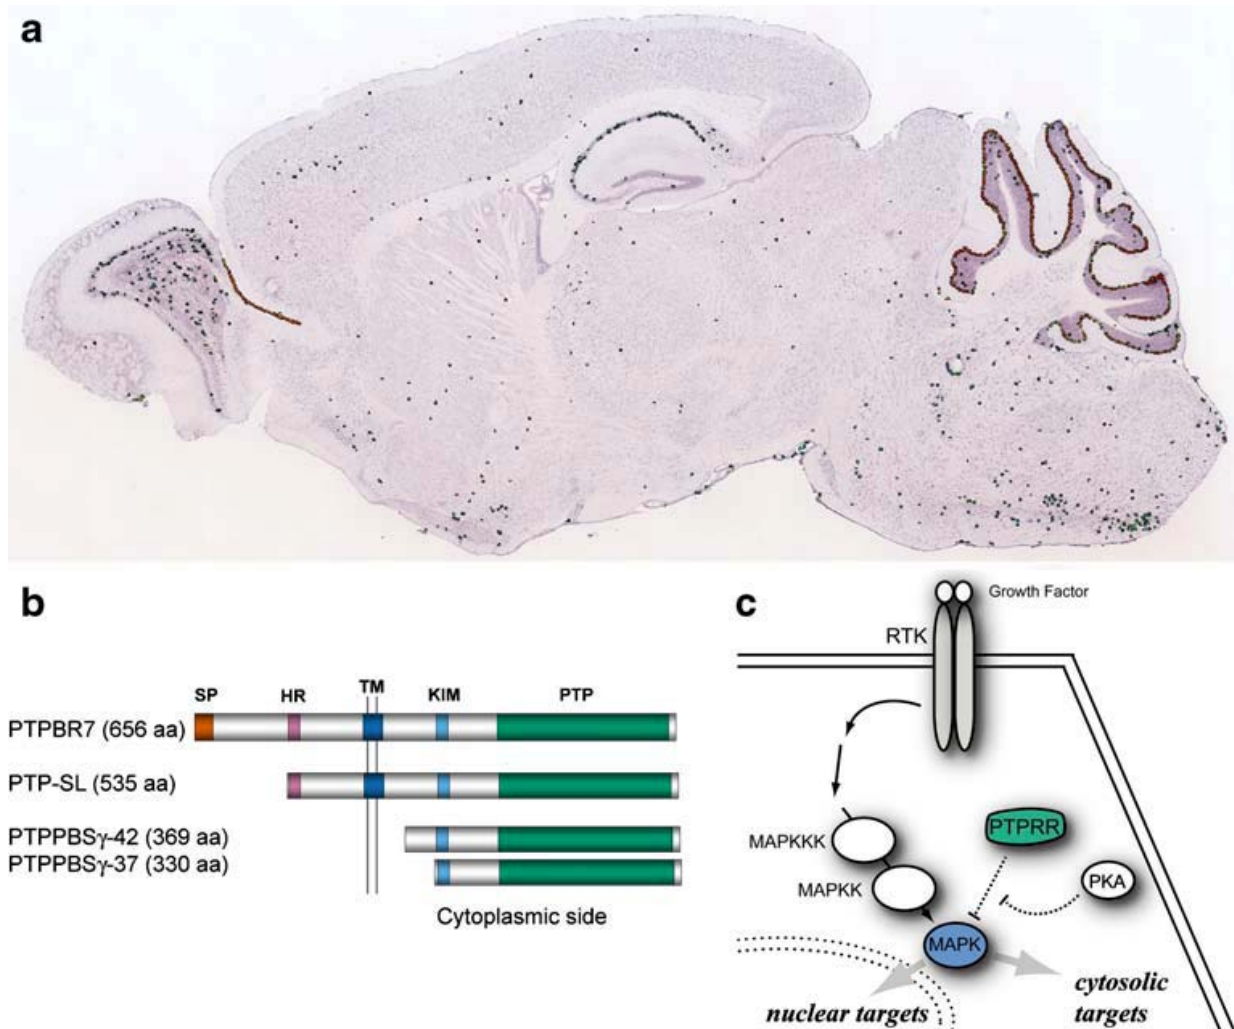 a
b
SP HR TM KIM PTP
PTPBR7 (656 aa)
PTP-SL (535 aa)
PTPPBSγ-42 (369 aa)
PTPPBSγ-37 (330 aa)
Cytoplasmic side
c
Growth Factor
RTK
PTPRR
MAPKKK
PKA
MAPKK
MAPK
cytosolic
targets
nuclear targets